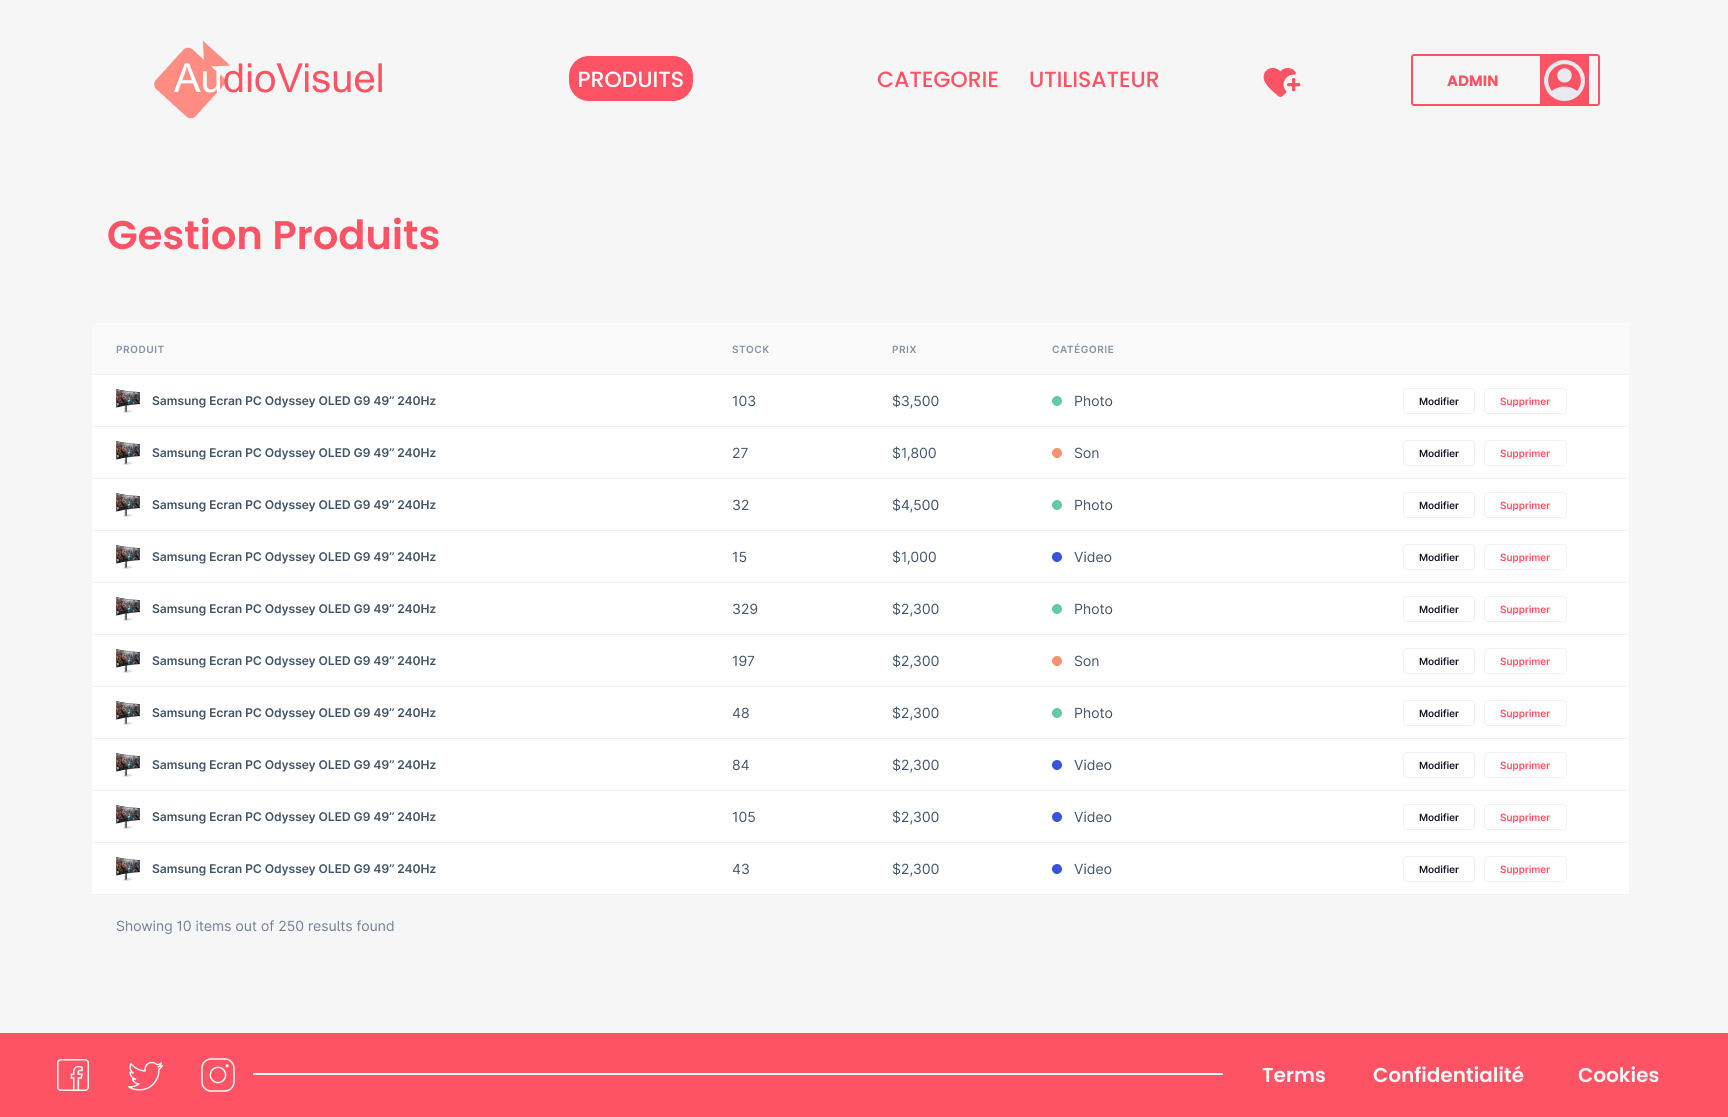 AudioVisuel
PRODUITS
CATEGORIE
UTILISATEUR
ADMIN
Gestion Produits
PRODUIT STOCK PRIX CATÉGORIE
Samsung Ecran PC Odyssey OLED G9 49’’ 240Hz 103 $3,500 Photo Modifier Supprimer
Samsung Ecran PC Odyssey OLED G9 49’’ 240Hz 27 $1,800 Son Modifier Supprimer
Samsung Ecran PC Odyssey OLED G9 49’’ 240Hz 32 $4,500 Photo Modifier Supprimer
Samsung Ecran PC Odyssey OLED G9 49’’ 240Hz 15 $1,000 Video Modifier Supprimer
Samsung Ecran PC Odyssey OLED G9 49’’ 240Hz 329 $2,300 Photo Modifier Supprimer
Samsung Ecran PC Odyssey OLED G9 49’’ 240Hz 197 $2,300 Son Modifier Supprimer
Samsung Ecran PC Odyssey OLED G9 49’’ 240Hz 48 $2,300 Photo Modifier Supprimer
Samsung Ecran PC Odyssey OLED G9 49’’ 240Hz 84 $2,300 Video Modifier Supprimer
Samsung Ecran PC Odyssey OLED G9 49’’ 240Hz 105 $2,300 Video Modifier Supprimer
Samsung Ecran PC Odyssey OLED G9 49’’ 240Hz 43 $2,300 Video Modifier Supprimer
Showing 10 items out of 250 results found
Terms
Confidentialité
Cookies